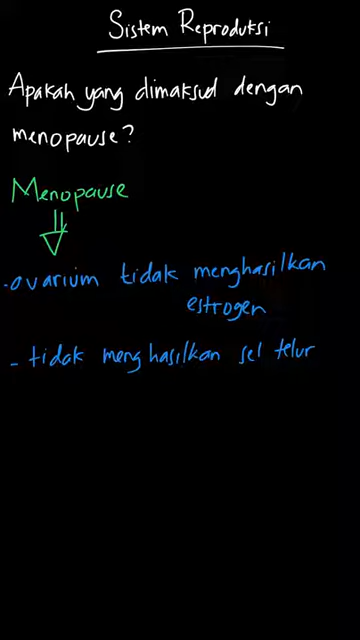 Sistem Reproduksi
Apakah yang dimaksud dengan
menopause?
Menopause
- ovarium tidak menghasilkan
estrogen
- tidak menghasilkan sel telur